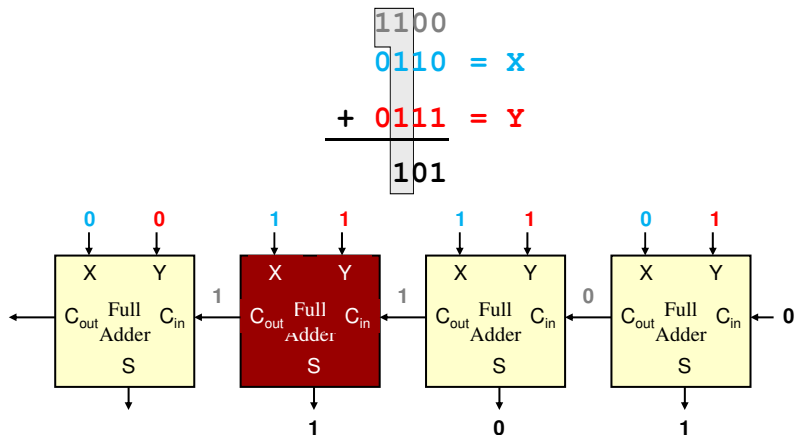 1100
0110 = X
+ 0111 = Y
101
0 0 1 1 1 1 0 1
X Y X Y X Y X Y
1 1 0
Cout Full Adder Cin Cout Full Adder Cin Cout Full Adder Cin Cout Full Adder Cin 0
S S S S
1 0 1